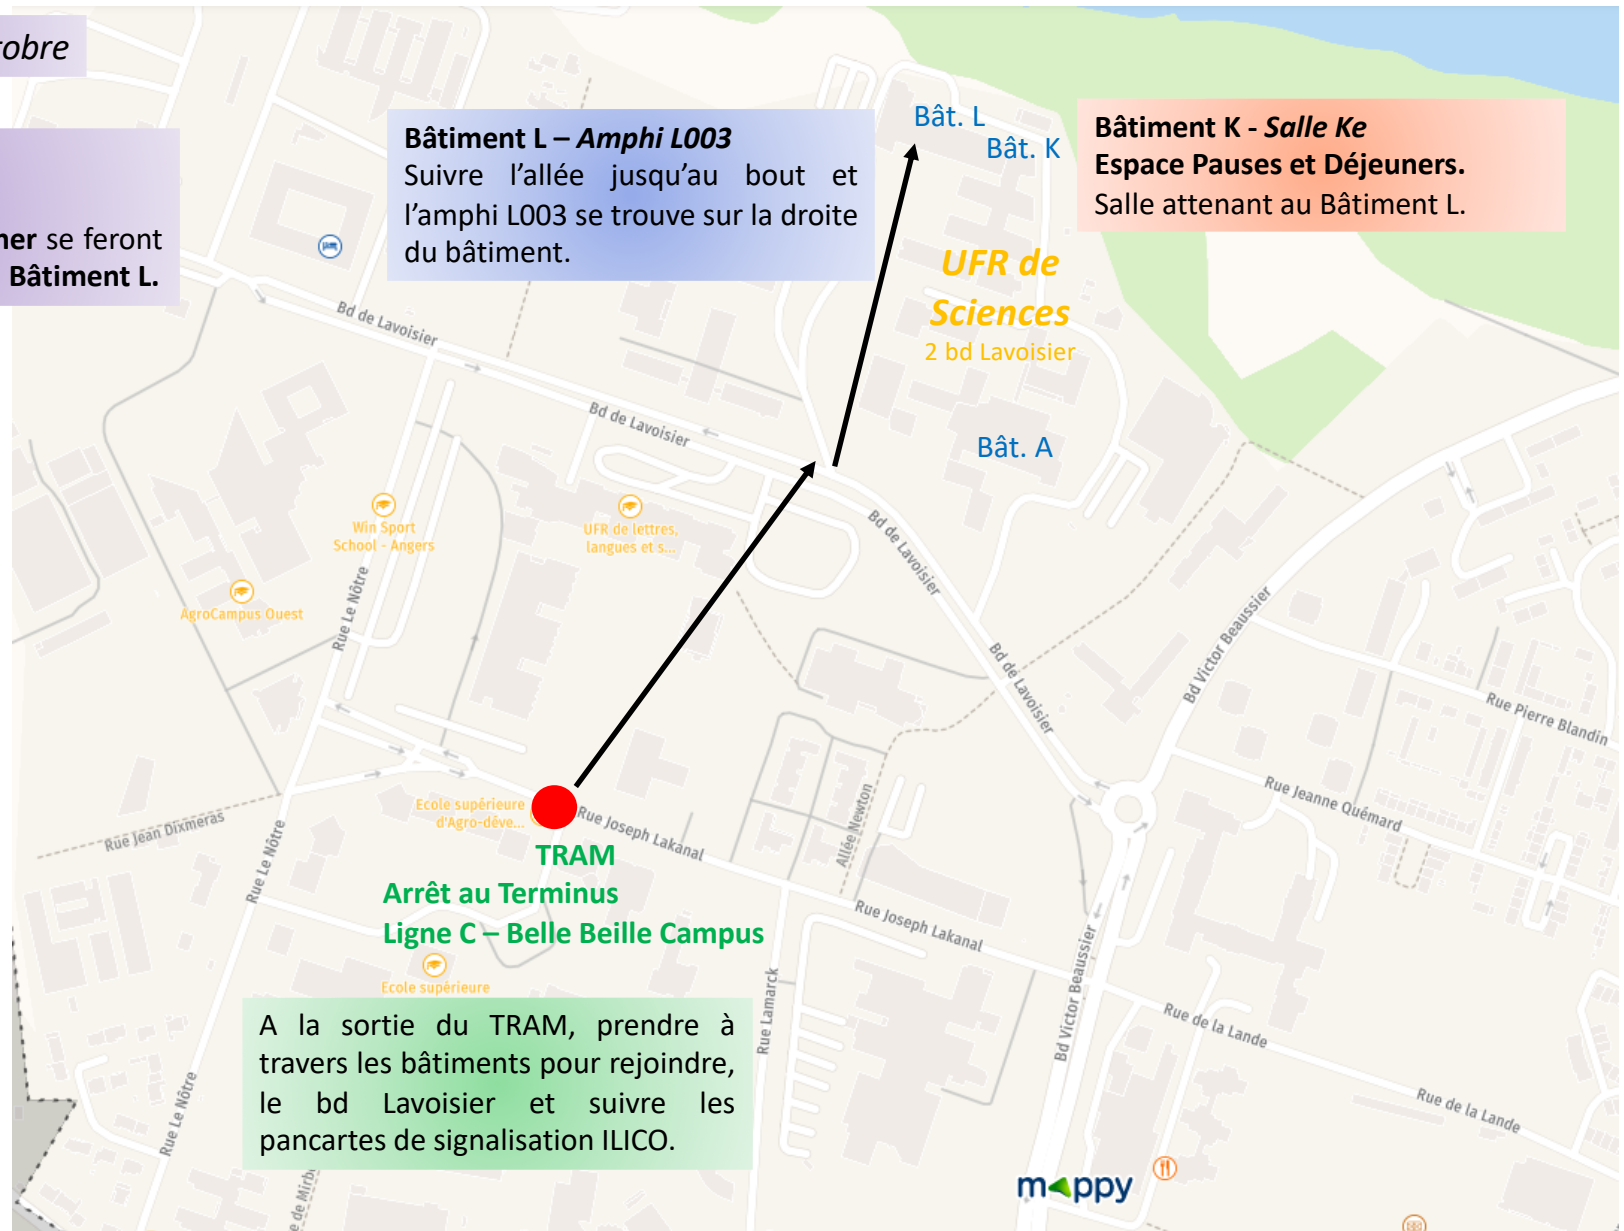 obre
se feront
Bâtiment L.
Bâtiment L – Amphi L003
Suivre l'allée jusqu'au bout et
l'amphi L003 se trouve sur la droite
du bâtiment.
Bât. L
Bât. K
Bâtiment K - Salle Ke
Espace Pauses et Déjeuners.
Salle attenant au Bâtiment L.
UFR de
Sciences
2 bd Lavoisier
Bât. A
Bd de Lavoisier
Bd de Lavoisier
Bd de Lavoisier
Bd de Lavoisier
Win Sport
School - Angers
UFR de lettres,
langues et s...
AgroCampus Ouest
Rue Le Nôtre
Bd Victor Beaussier
Rue Pierre Blandin
Rue Jeanne Quémard
Rue Jean Dixmeras
Rue Le Nôtre
Ecole supérieure
d'Agro-déve...
Rue Joseph Lakanal
Allée Newton
TRAM
Arrêt au Terminus
Ligne C – Belle Beille Campus
Rue Joseph Lakanal
Ecole supérieure
Rue Lamarck
Bd Victor Beaussier
Rue de la Lande
Rue de la Lande
A la sortie du TRAM, prendre à
travers les bâtiments pour rejoindre,
le bd Lavoisier et suivre les
pancartes de signalisation ILICO.
Rue Le Nôtre
e de Mirb
mappy